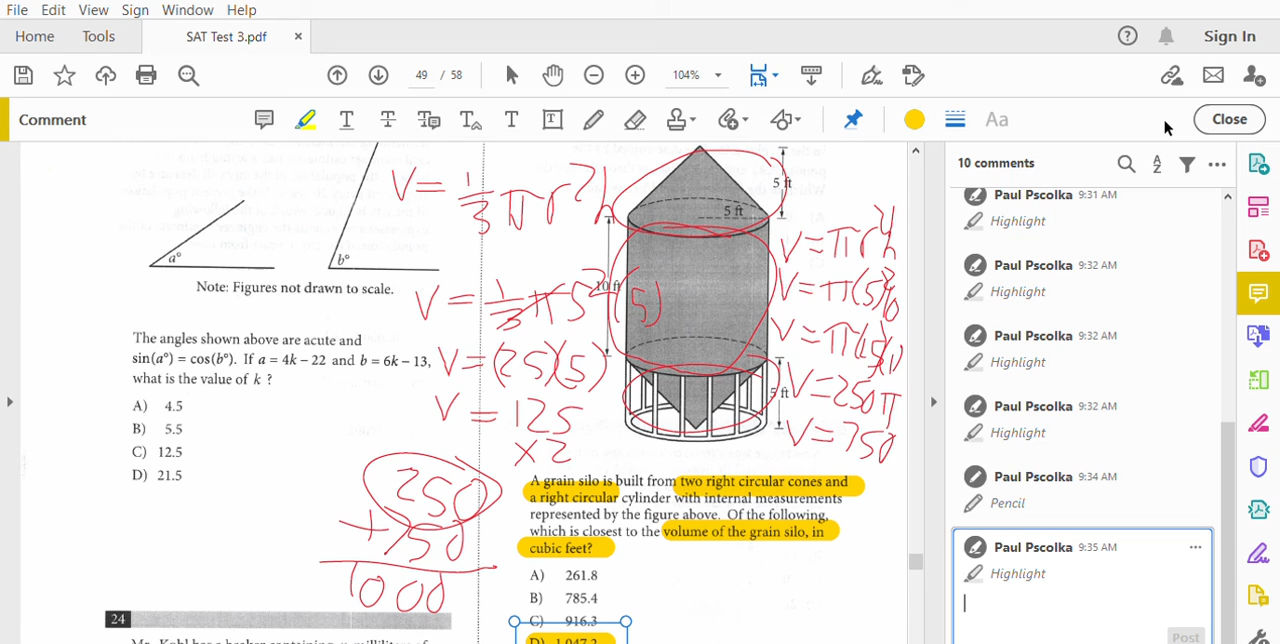 File Edit View Sign Window Help
Home Tools SAT Test 3.pdf × Sign In
49 / 58 104%
Comment Close
10 comments
Paul Pscolka 9:31 AM
Highlight
Paul Pscolka 9:32 AM
Highlight
Paul Pscolka 9:32 AM
Highlight
Paul Pscolka 9:32 AM
Highlight
Paul Pscolka 9:34 AM
Pencil
Paul Pscolka 9:35 AM
Highlight
Post
a°
b°
Note: Figures not drawn to scale.
The angles shown above are acute and
sin(a°) = cos(b°). If a = 4k − 22 and b = 6k − 13,
what is the value of k ?
A) 4.5
B) 5.5
C) 12.5
D) 21.5
24
V = 1/3 πr²h
V = 1/3 π5²(5)
V = (25)(5)
V = 125
×2
250
+750
1000
5 ft
5 ft
10 ft
5 ft
V = πr²h
V = π(5)²10
V = 250π
V = 750
A grain silo is built from two right circular cones and
a right circular cylinder with internal measurements
represented by the figure above. Of the following,
which is closest to the volume of the grain silo, in
cubic feet?
A) 261.8
B) 785.4
C) 916.3
D) 1,047.2